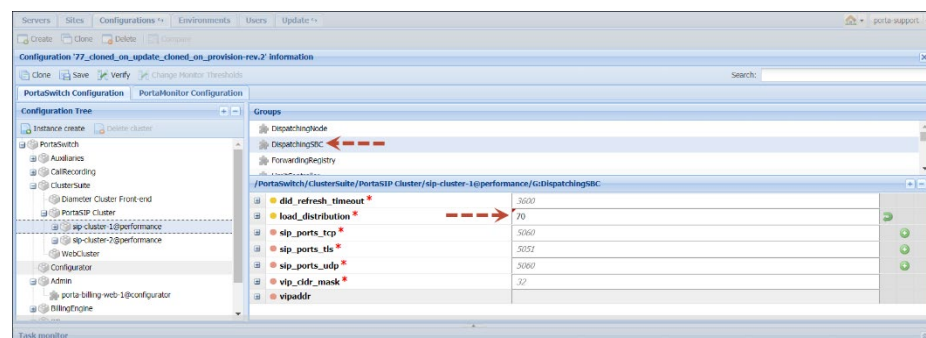 Servers Sites Configurations Environments Users Update porta-support
Create Clone Delete Compare
Configuration '77_cloned_on_update_cloned_on_provision-rev.2' information
Clone Save Verify Change Monitor Thresholds Search:
PortaSwitch Configuration PortaMonitor Configuration
Configuration Tree
Instance create Delete cluster
PortaSwitch
Auxiliaries
CallRecording
ClusterSuite
Diameter Cluster Front-end
PortaSIP Cluster
sip-cluster-1@performance
sip-cluster-2@performance
WebCluster
Configurator
Admin
porta-billing-web-1@configurator
BillingEngine
Groups
DispatchingNode
DispatchingSBC
ForwardingRegistry
/PortaSwitch/ClusterSuite/PortaSIP Cluster/sip-cluster-1@performance/G:DispatchingSBC
did_refresh_timeout * 3600
load_distribution * 70
sip_ports_tcp * 5060
sip_ports_tls * 5051
sip_ports_udp * 5060
vip_cidr_mask * 32
vipaddr
Task monitor